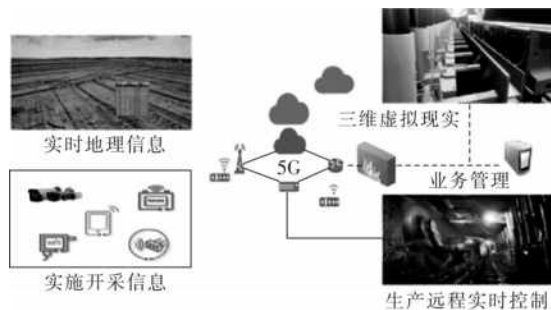 实时地理信息
实施开采信息
5G
三维虚拟现实
业务管理
生产远程实时控制